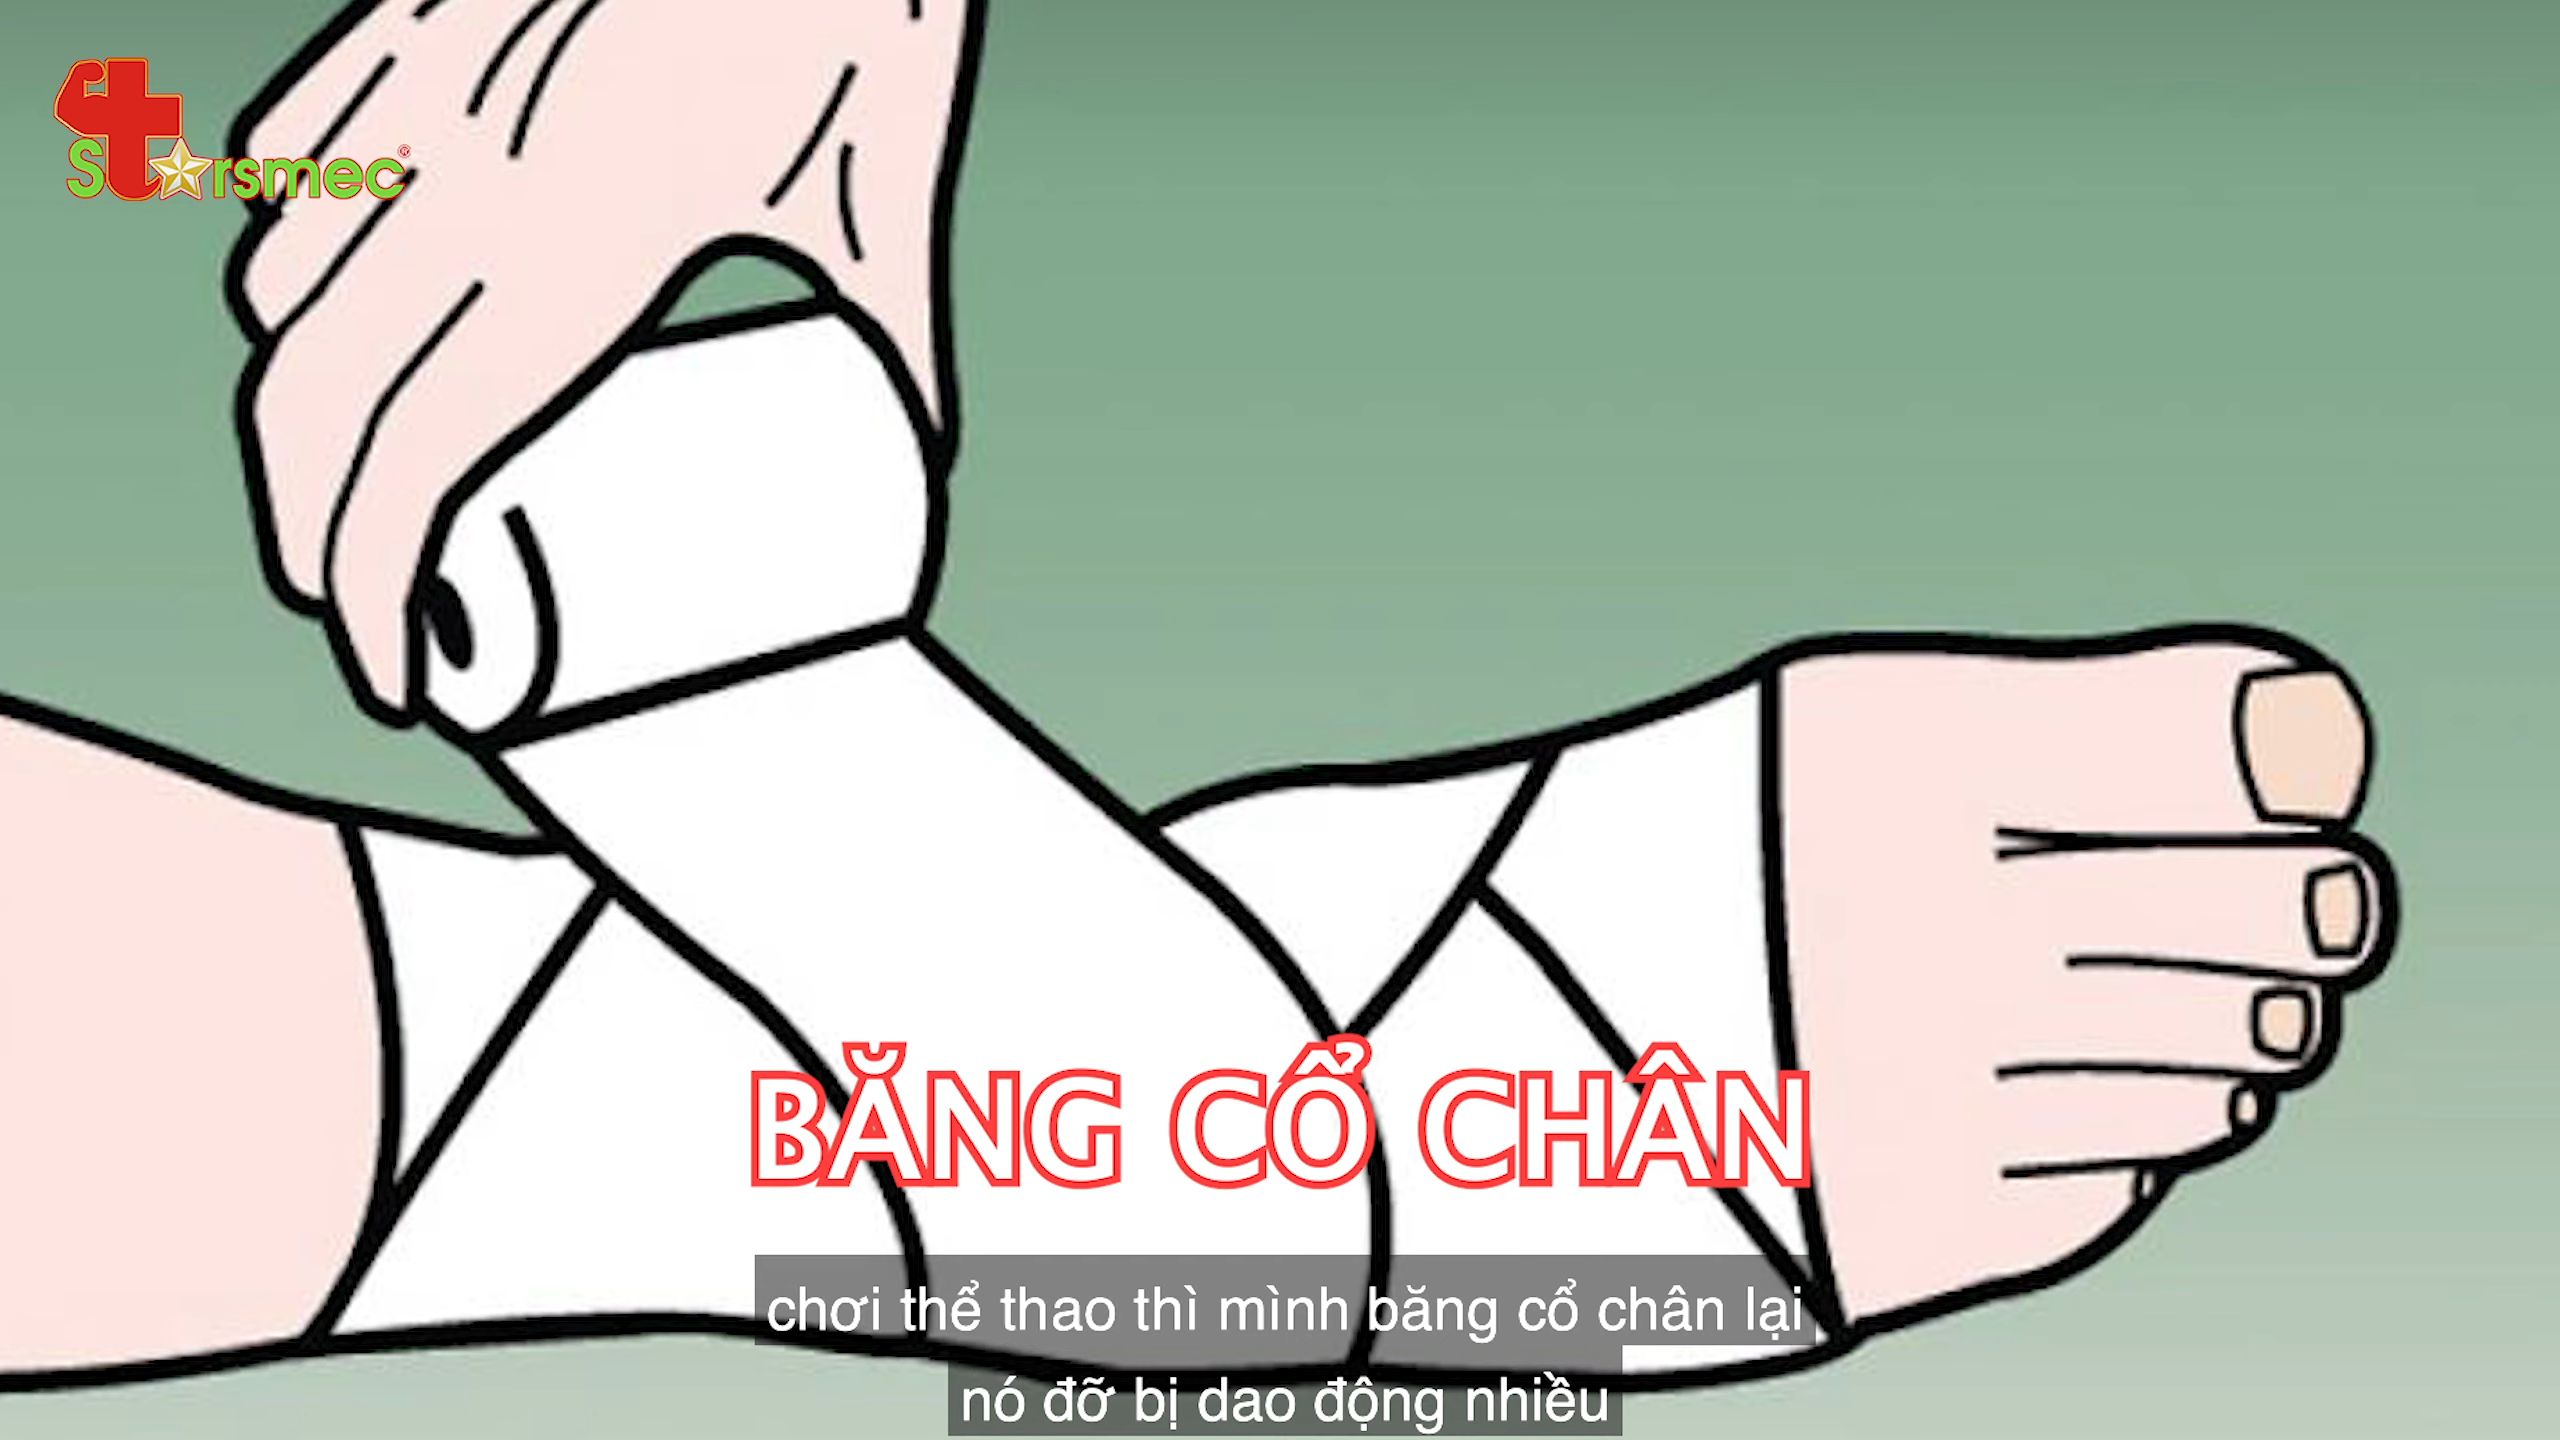 Starsmec®
BĂNG CỔ CHÂN
chơi thể thao thì mình băng cổ chân lại
nó đỡ bị dao động nhiều